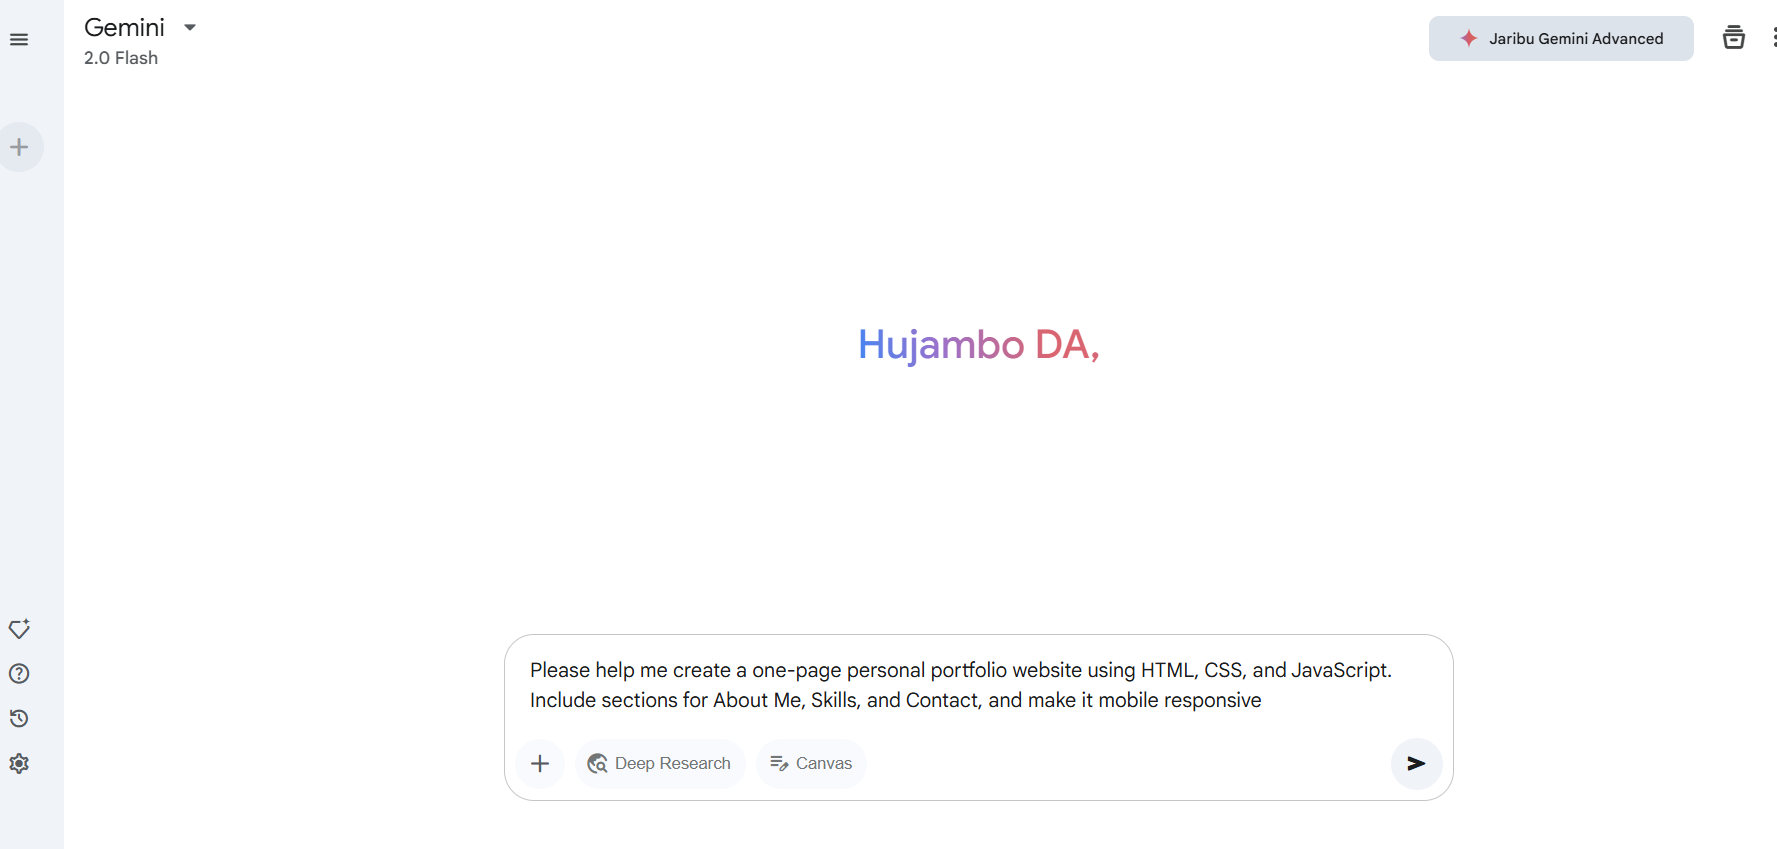 Gemini
2.0 Flash
Jaribu Gemini Advanced
Hujambo DA,
Please help me create a one-page personal portfolio website using HTML, CSS, and JavaScript.
Include sections for About Me, Skills, and Contact, and make it mobile responsive
Deep Research
Canvas